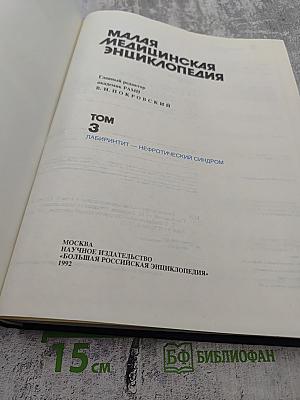 МАЛАЯ
МЕДИЦИНСКАЯ
ЭНЦИКЛОПЕДИЯ
Главный редактор
академик РАМН
В. И. ПОКРОВСКИЙ
ТОМ
3
ЛАБИРИНТИТ — НЕФРОТИЧЕСКИЙ СИНДРОМ
МОСКВА
НАУЧНОЕ ИЗДАТЕЛЬСТВО
«БОЛЬШАЯ РОССИЙСКАЯ ЭНЦИКЛОПЕДИЯ»
1992
15 см
БФ БИБЛИОФАН